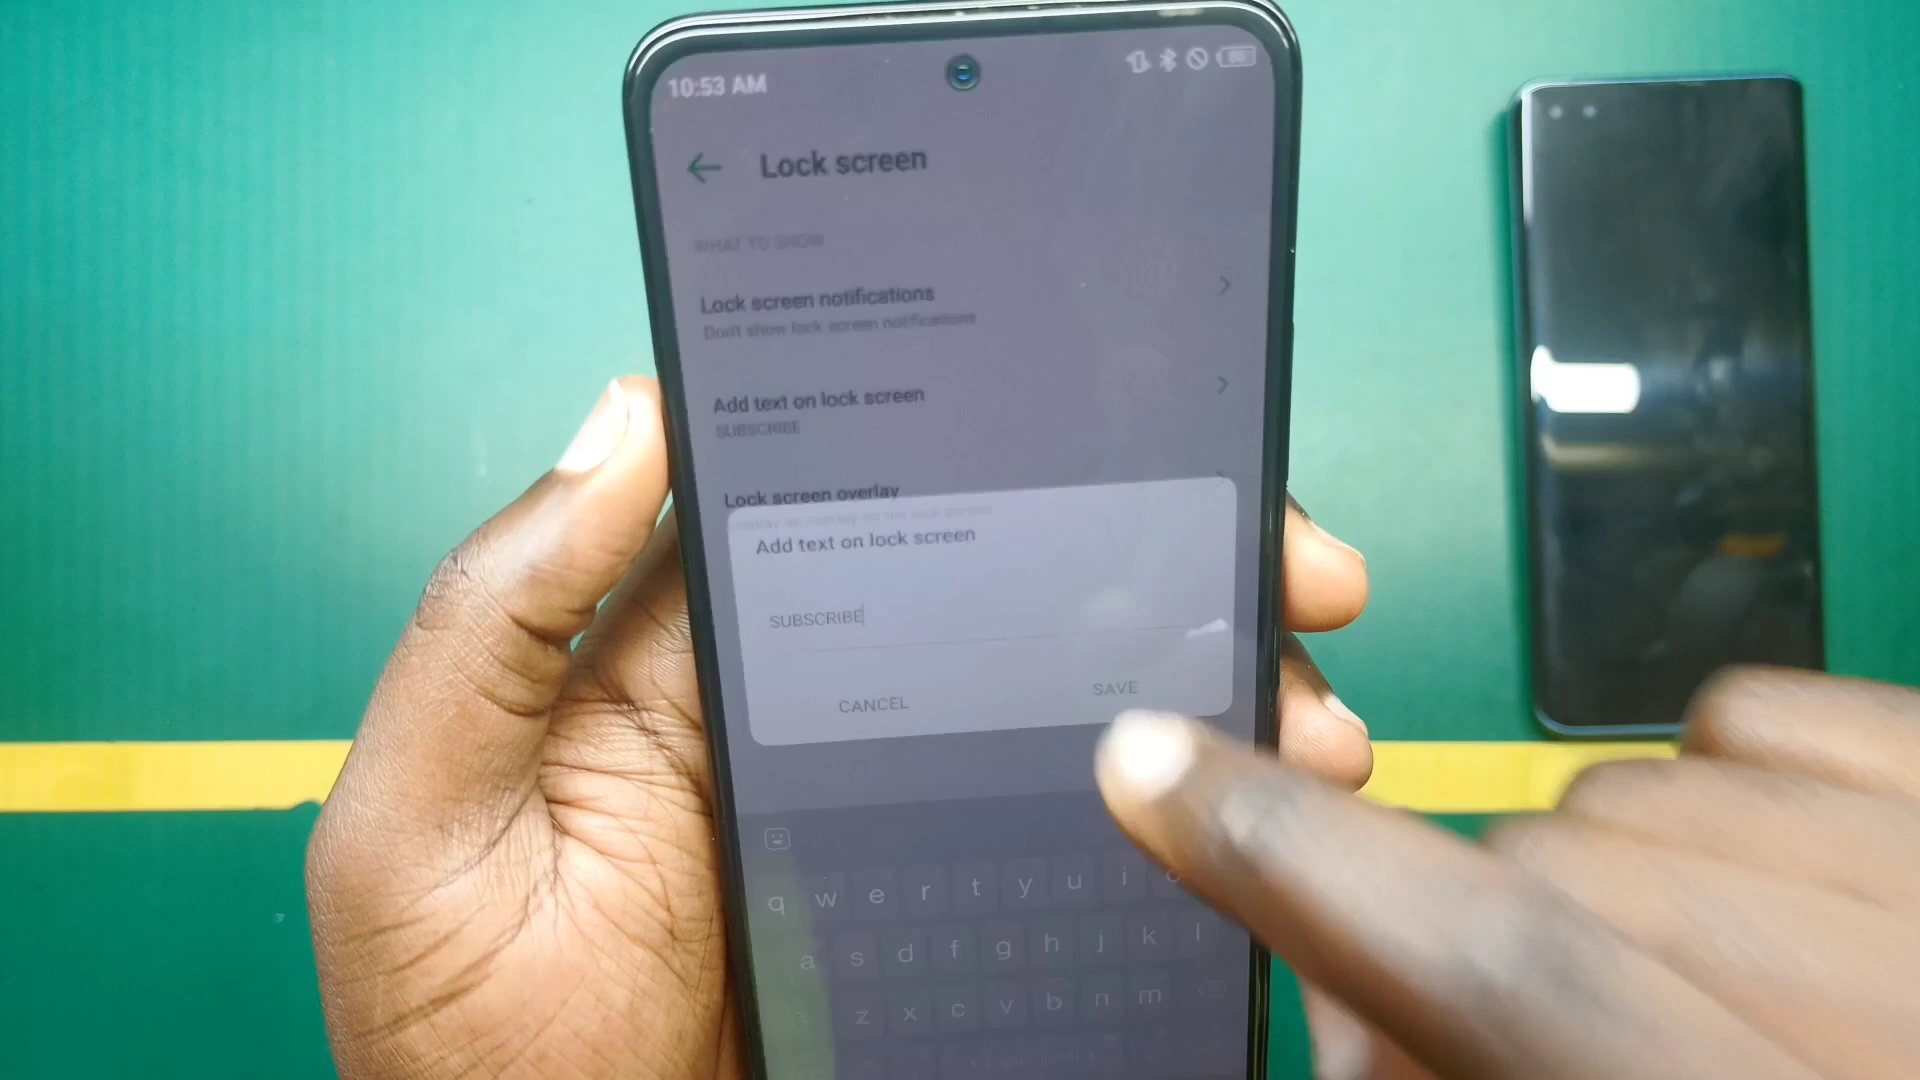 10:53 AM
Lock screen
WHAT TO SHOW
Lock screen notifications
Don't show lock screen notifications
Add text on lock screen
SUBSCRIBE
Lock screen overlay
Add text on lock screen
SUBSCRIBE
CANCEL
SAVE
q w e r t y u i
a s d f g h j k l
z x c v b n m